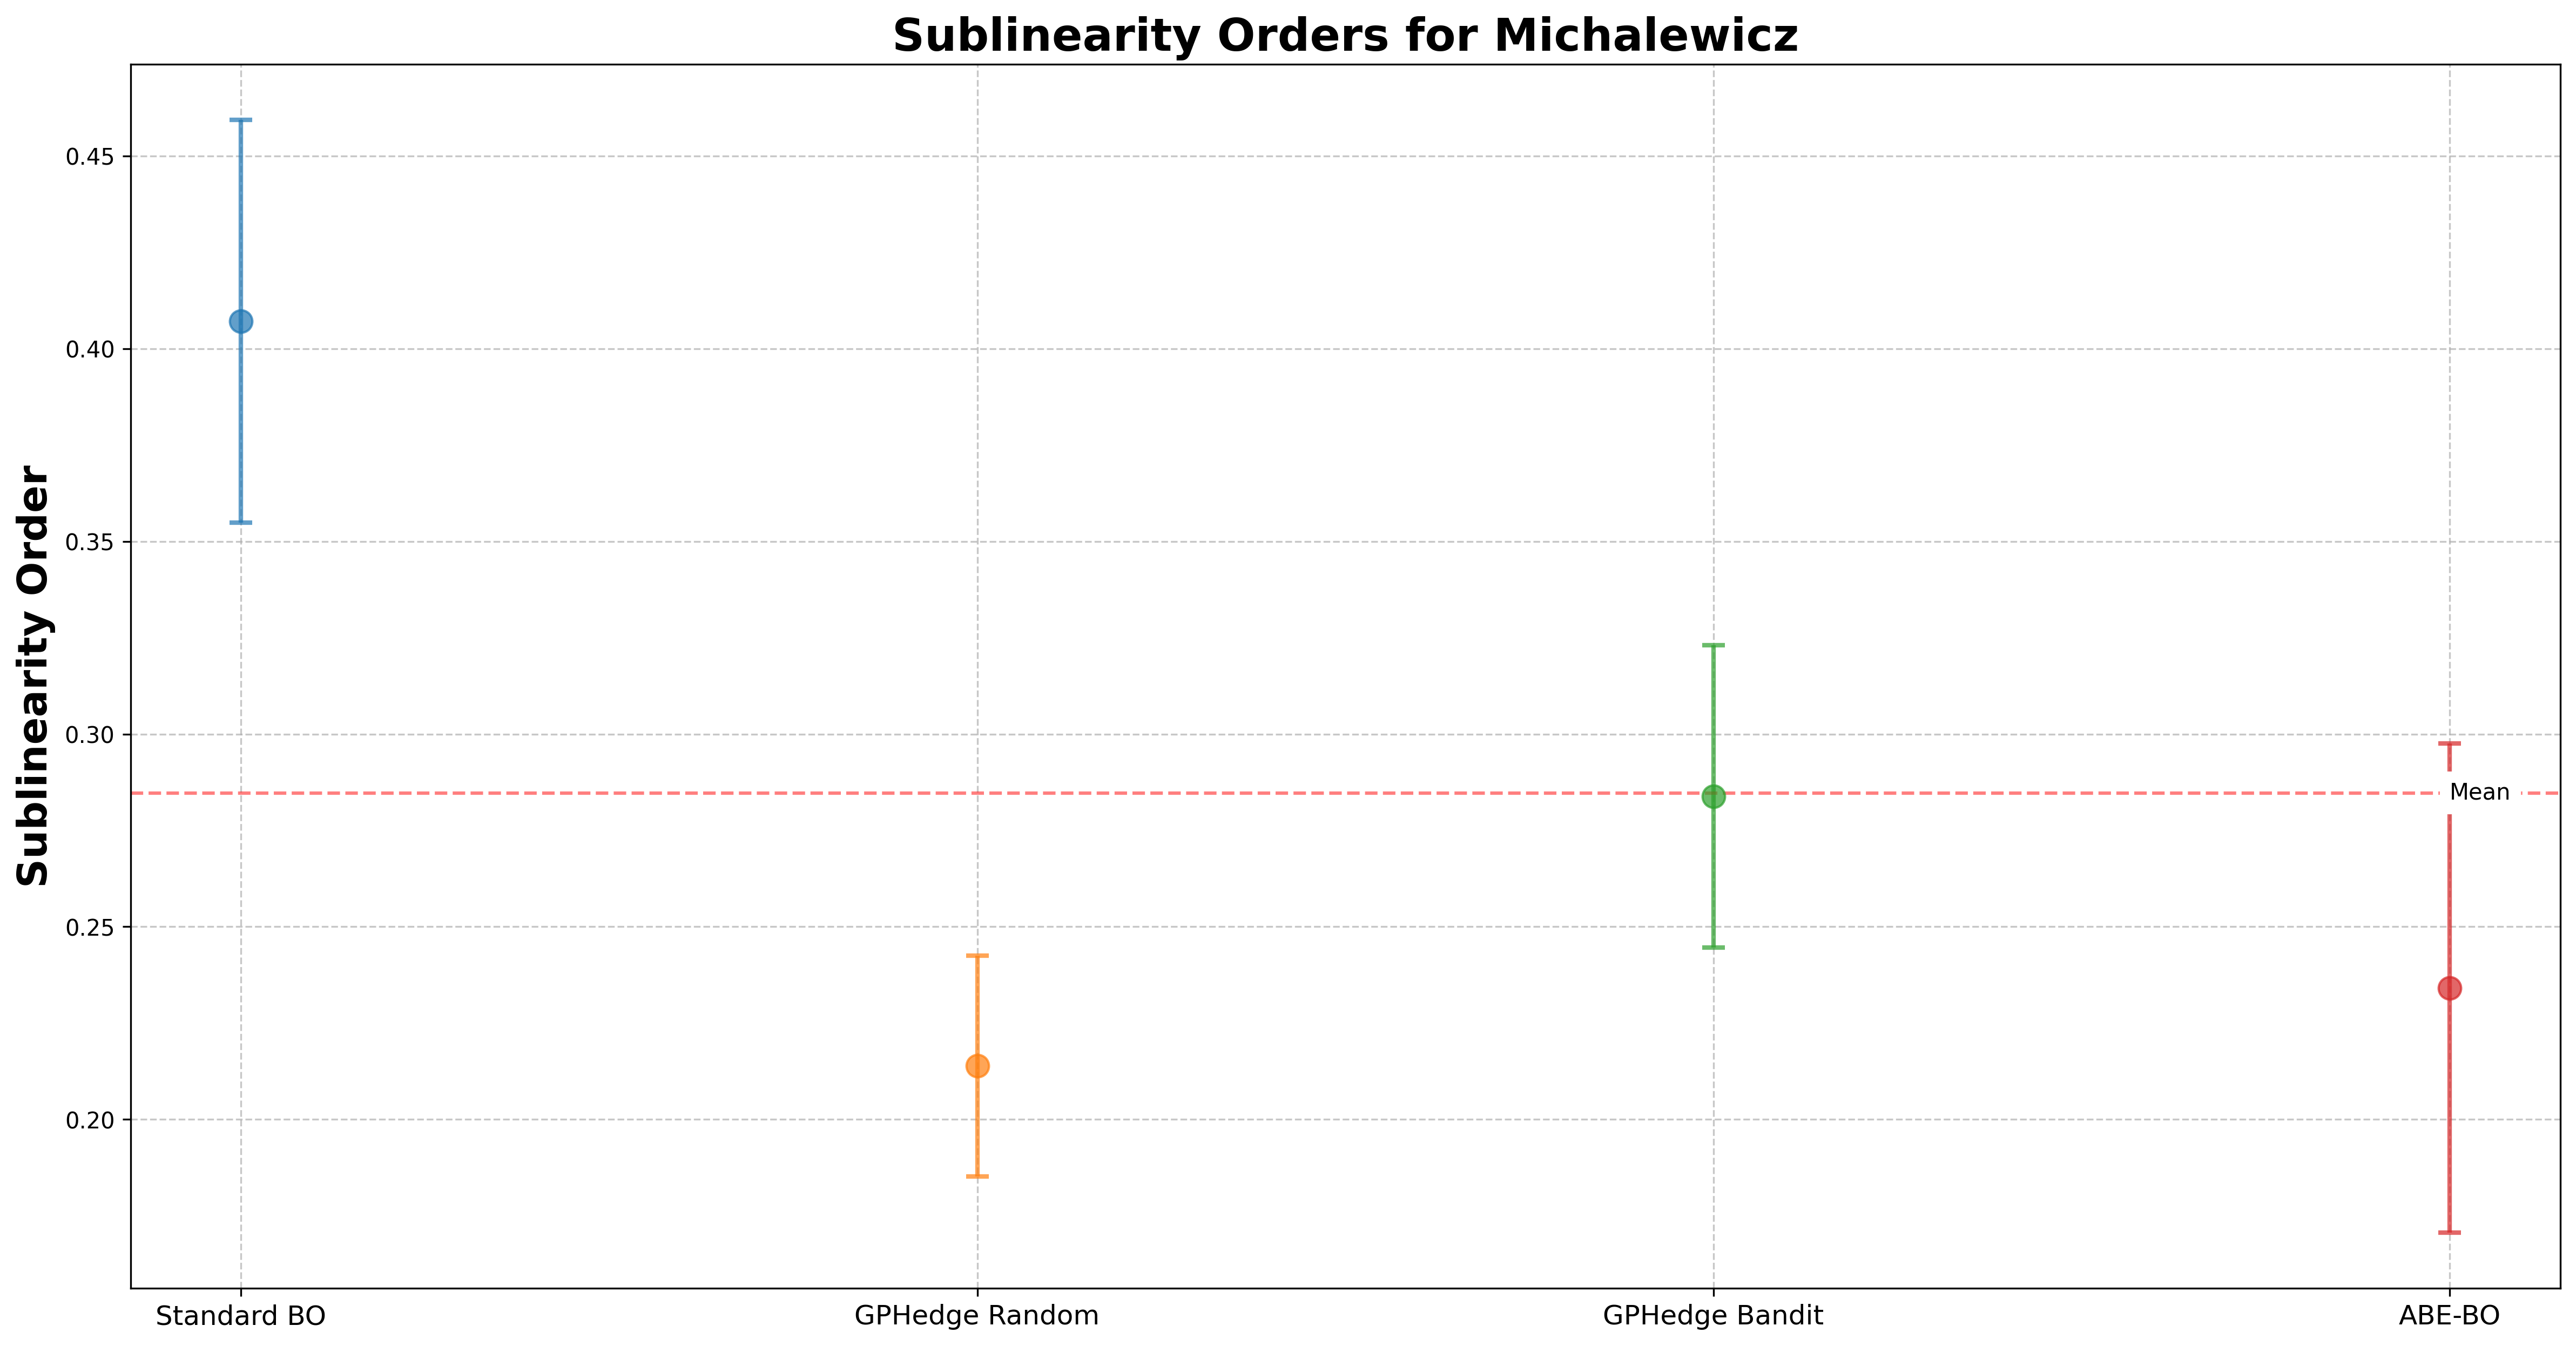 Sublinearity Orders for Michalewicz
Sublinearity Order
0.45
0.40
0.35
0.30
0.25
0.20
Mean
Standard BO
GPHedge Random
GPHedge Bandit
ABE-BO